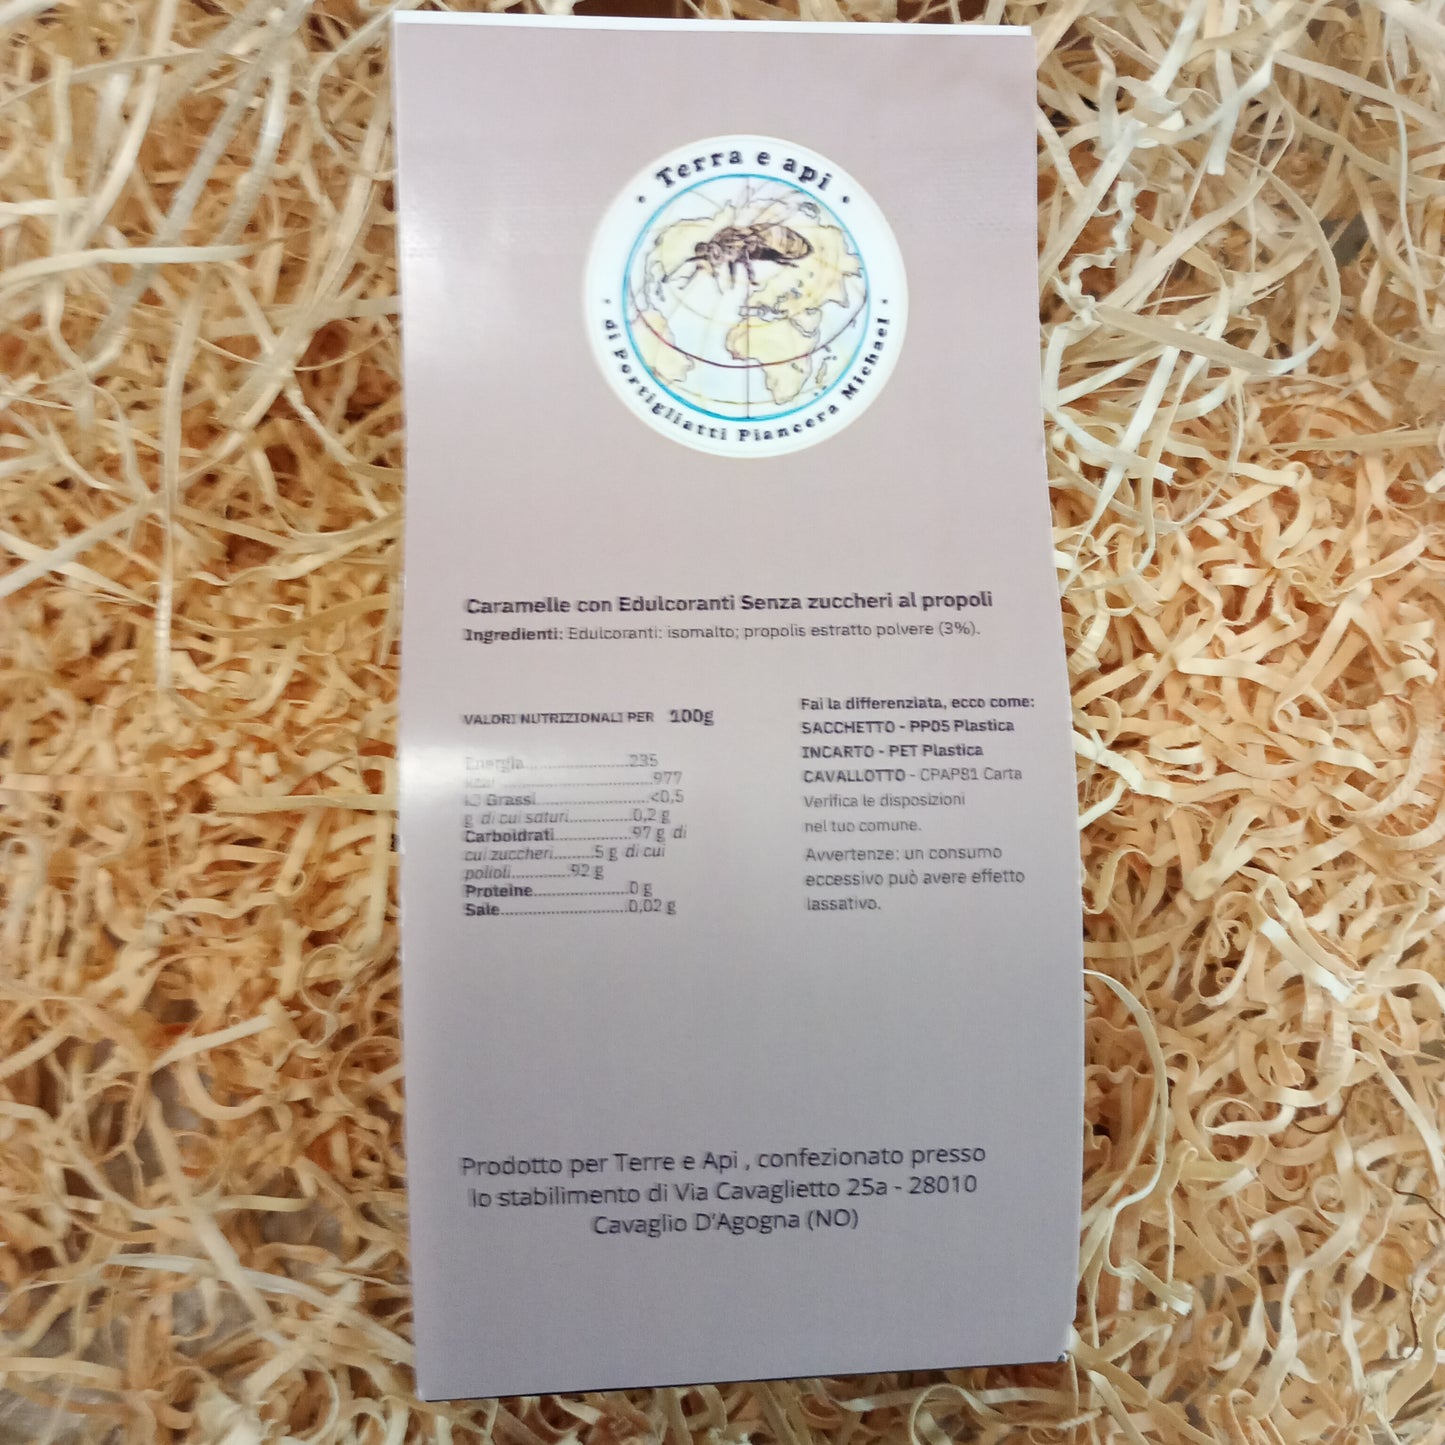 • Terra e api •
• di Portigliatti Piancera Michael •
Caramelle con Edulcoranti Senza zuccheri al propoli
Ingredienti: Edulcoranti: isomalto; propolis estratto polvere (3%).
VALORI NUTRIZIONALI PER 100g
Energia.......................235
kcal .................................977
kJ Grassi.........................<0,5
g di cui saturi..............0,2 g
Carboidrati.................97 g di
cui zuccheri.........5 g di cui
polioli.............92 g
Proteine.....................0 g
Sale............................0,02 g
Fai la differenziata, ecco come:
SACCHETTO - PP05 Plastica
INCARTO - PET Plastica
CAVALLOTTO - CPAP81 Carta
Verifica le disposizioni
nel tuo comune.
Avvertenze: un consumo
eccessivo può avere effetto
lassativo.
Prodotto per Terre e Api , confezionato presso
lo stabilimento di Via Cavaglietto 25a - 28010
Cavaglio D'Agogna (NO)